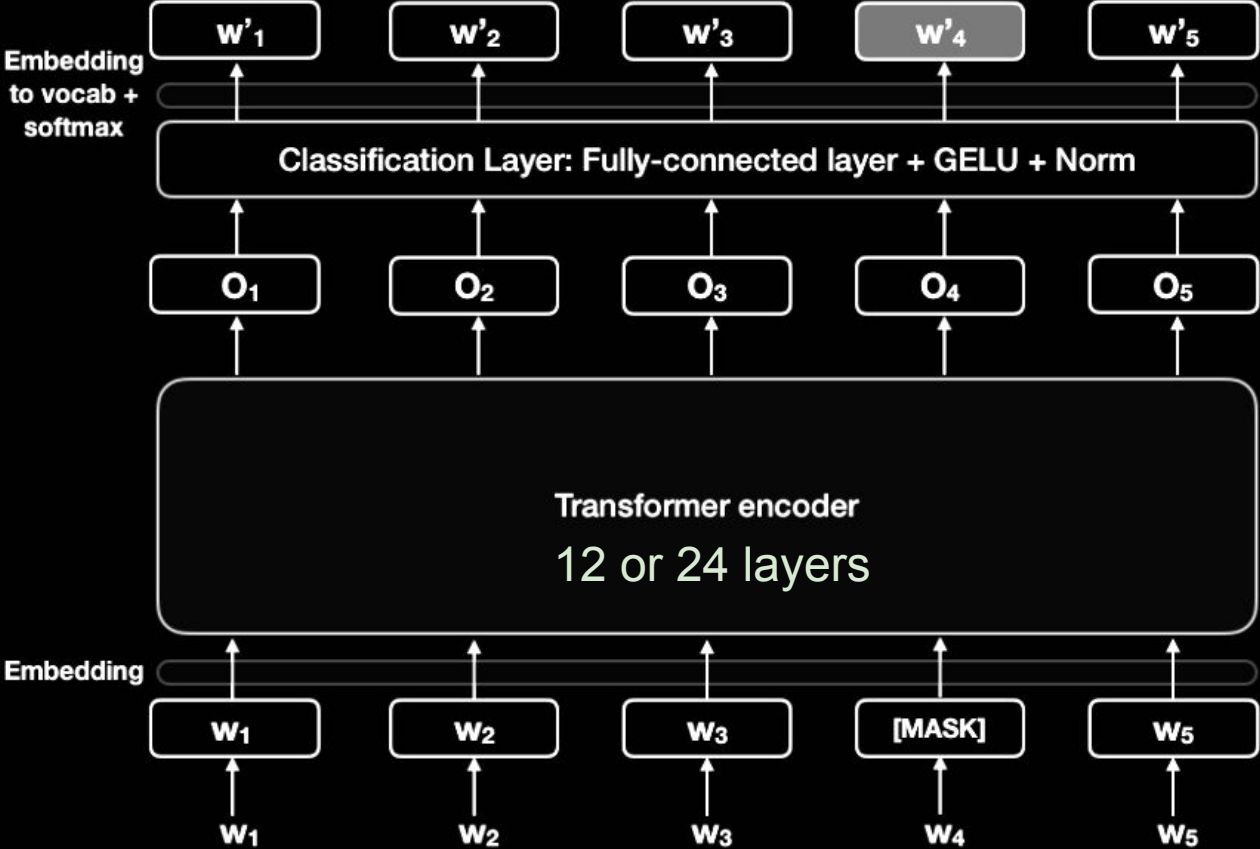 w'₁ w'₂ w'₃ w'₄ w'₅
Embedding
to vocab +
softmax
Classification Layer: Fully-connected layer + GELU + Norm
O₁ O₂ O₃ O₄ O₅
Transformer encoder
12 or 24 layers
Embedding
w₁ w₂ w₃ [MASK] w₅
w₁ w₂ w₃ w₄ w₅